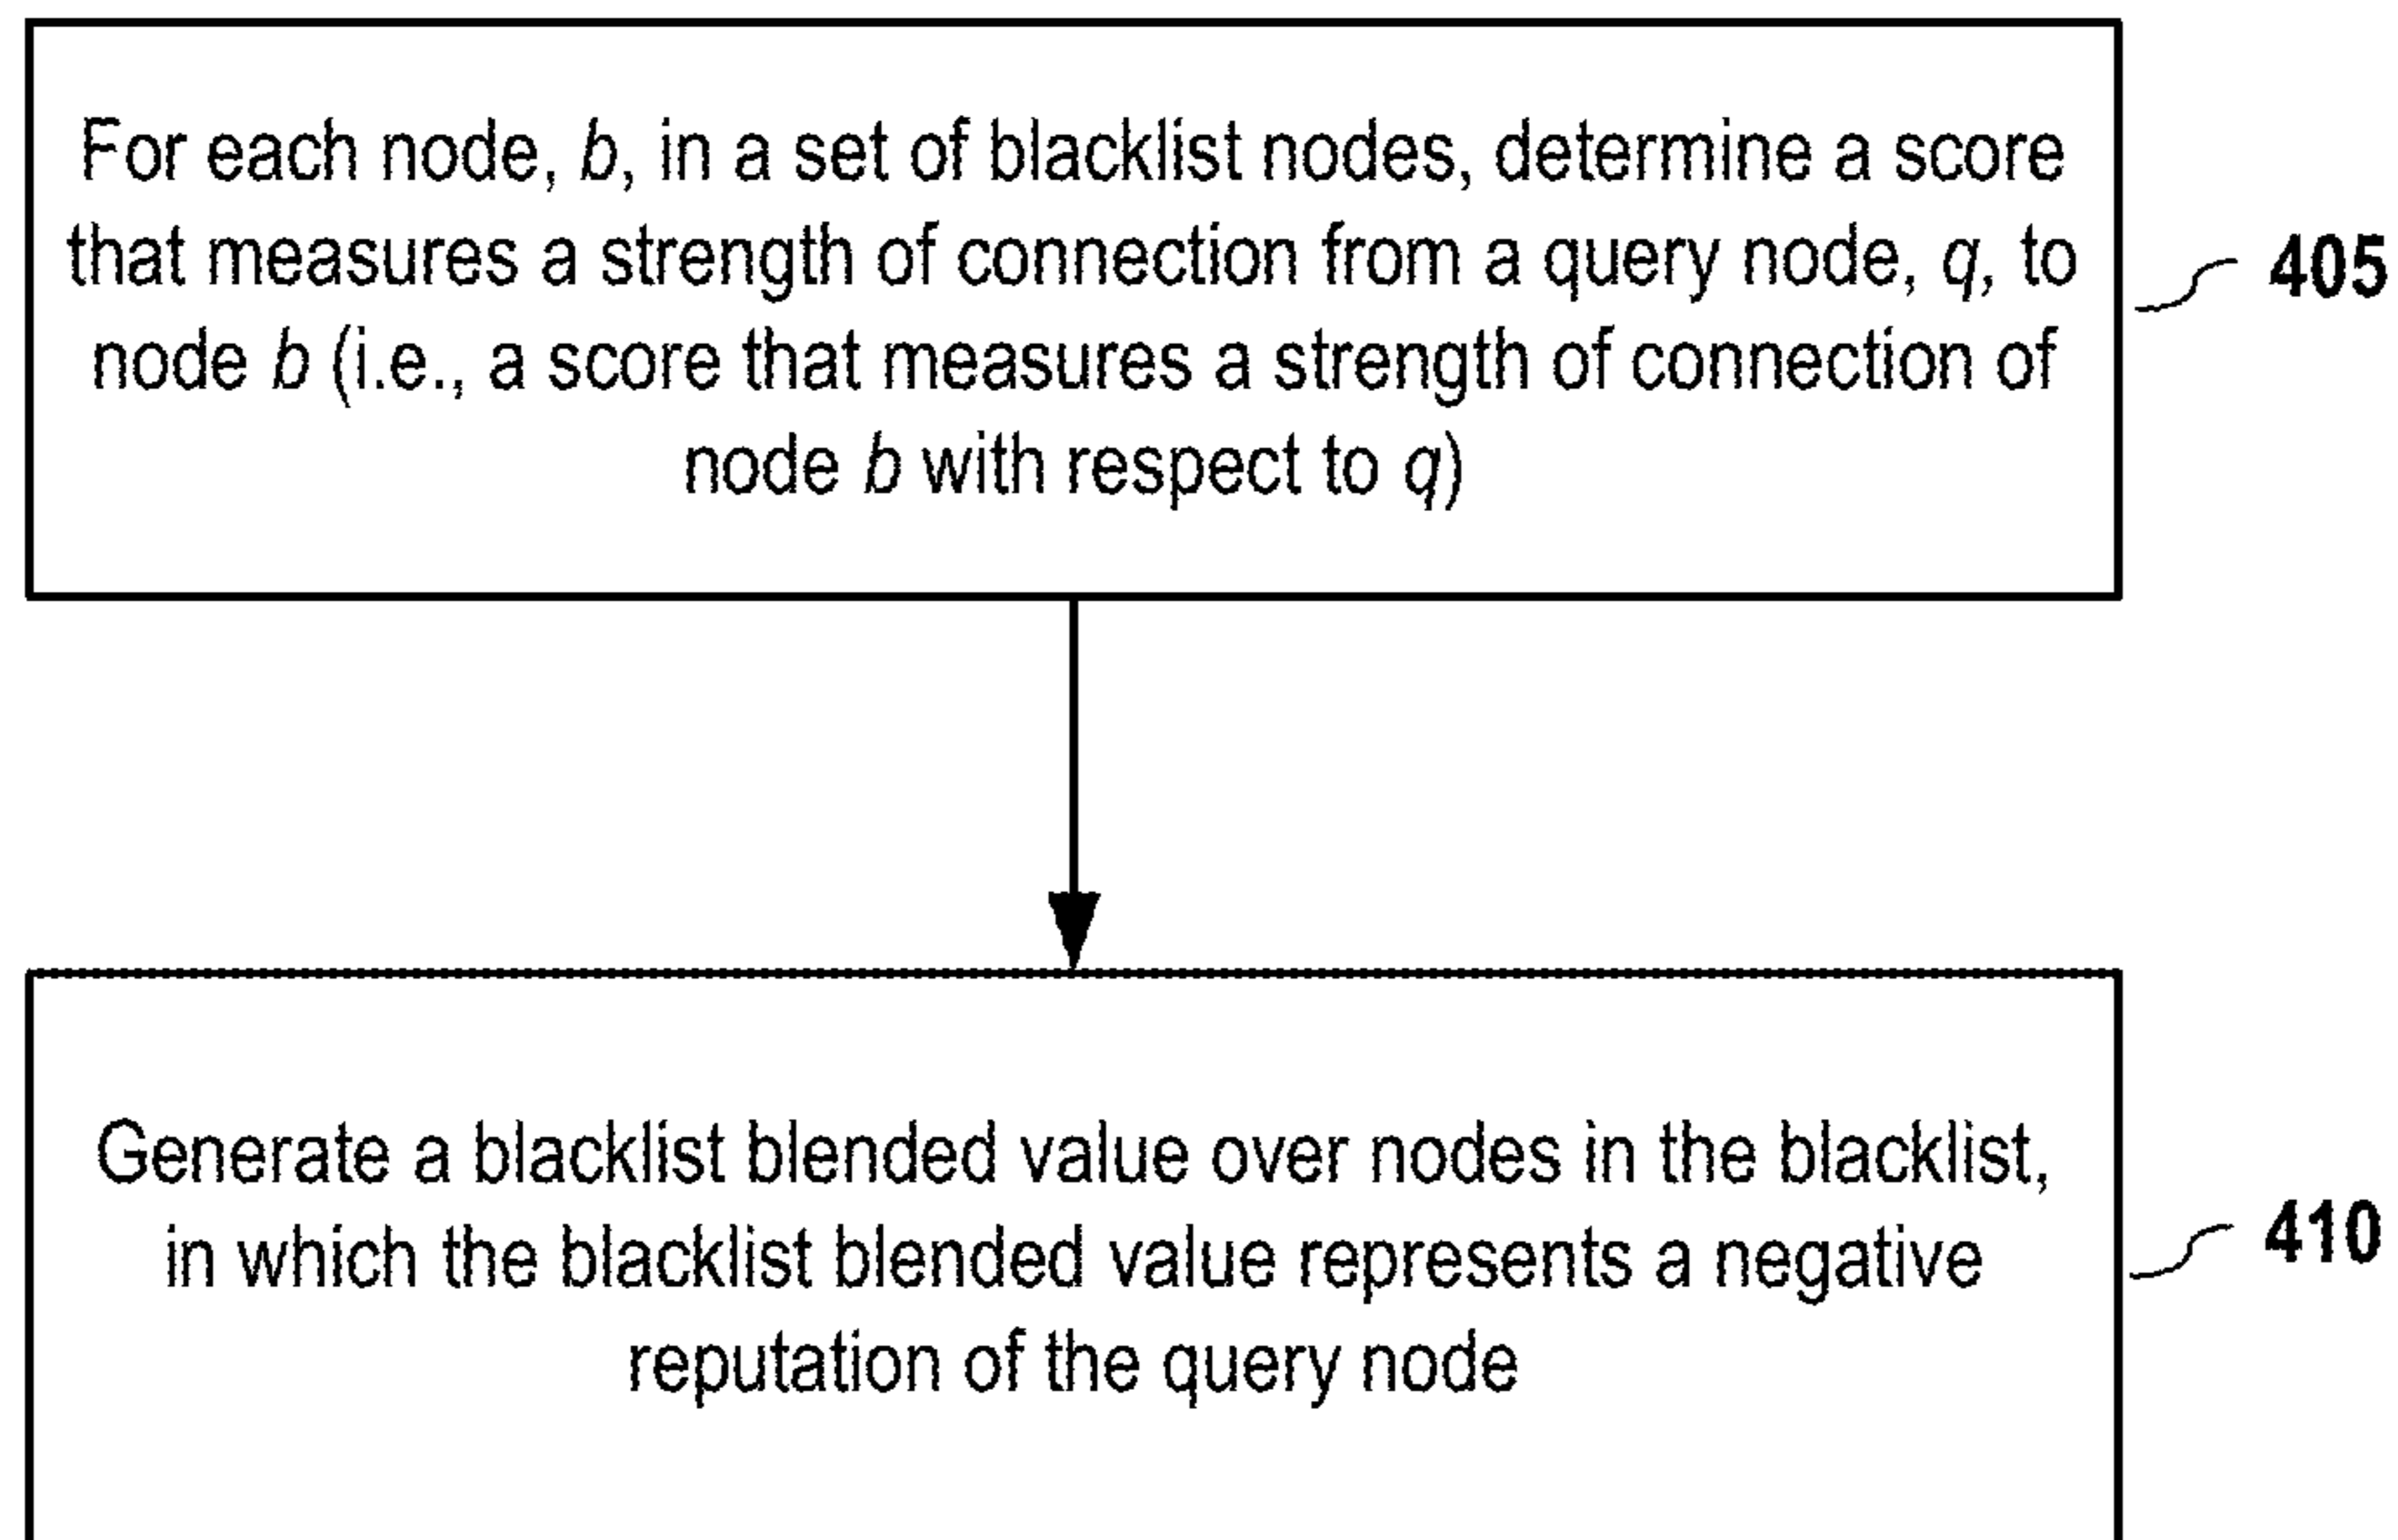 For each node, b, in a set of blacklist nodes, determine a score
that measures a strength of connection from a query node, q, to
node b (i.e., a score that measures a strength of connection of
node b with respect to q)
405
Generate a blacklist blended value over nodes in the blacklist,
in which the blacklist blended value represents a negative
reputation of the query node
410